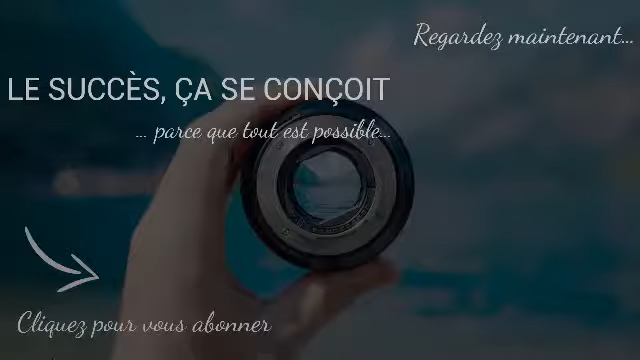 Regardez maintenant...
LE SUCCÈS, ÇA SE CONÇOIT
... parce que tout est possible...
Cliquez pour vous abonner